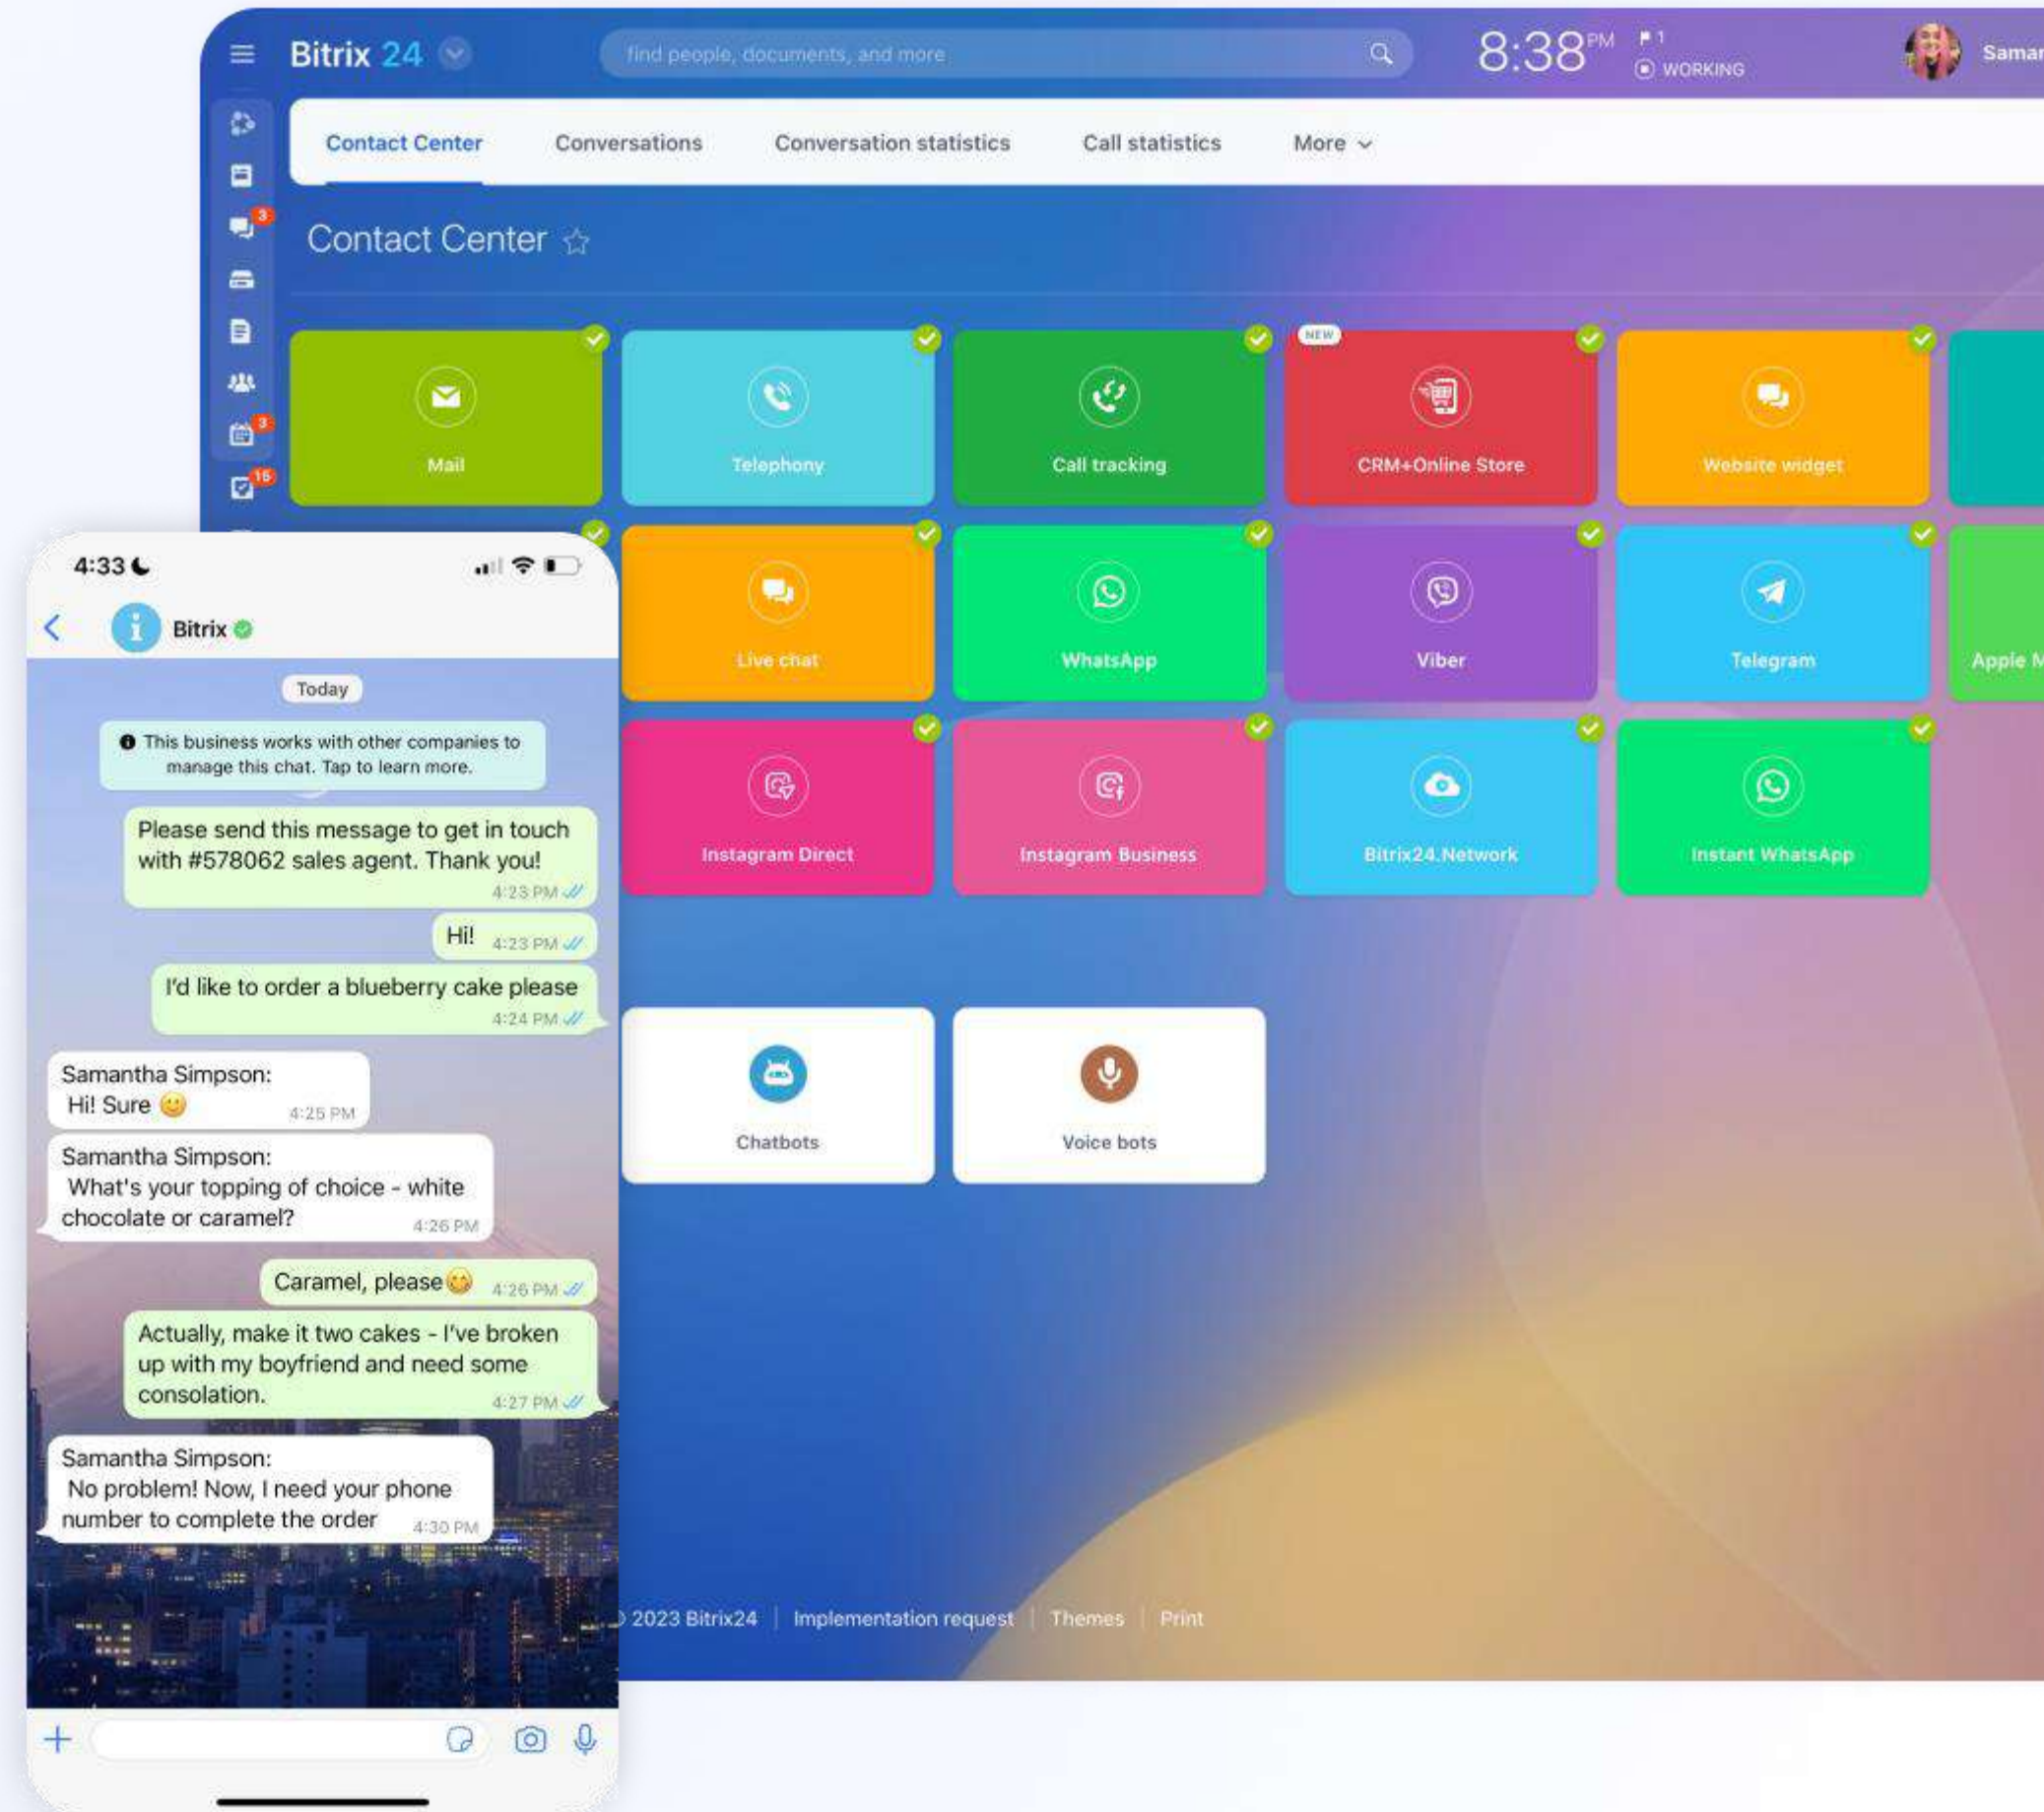 Bitrix 24
find people, documents, and more
8:38 PM
1
WORKING
Contact Center
Conversations
Conversation statistics
Call statistics
More
3
Contact Center
NEW
Mail
Telephony
Call tracking
CRM+Online Store
Website widget
3
16
Live chat
WhatsApp
Viber
Telegram
Apple
Instagram Direct
Instagram Business
Bitrix24.Network
Instant WhatsApp
Chatbots
Voice bots
2023 Bitrix24
Implementation request
Themes
Print
4:33
Bitrix
Today
This business works with other companies to
manage this chat. Tap to learn more.
Please send this message to get in touch
with #578062 sales agent. Thank you!
4:23 PM
Hi! 4:23 PM
I'd like to order a blueberry cake please
4:24 PM
Samantha Simpson:
Hi! Sure 🙂 4:25 PM
Samantha Simpson:
What's your topping of choice - white
chocolate or caramel? 4:26 PM
Caramel, please😋 4:26 PM
Actually, make it two cakes - I've broken
up with my boyfriend and need some
consolation. 4:27 PM
Samantha Simpson:
No problem! Now, I need your phone
number to complete the order 4:30 PM